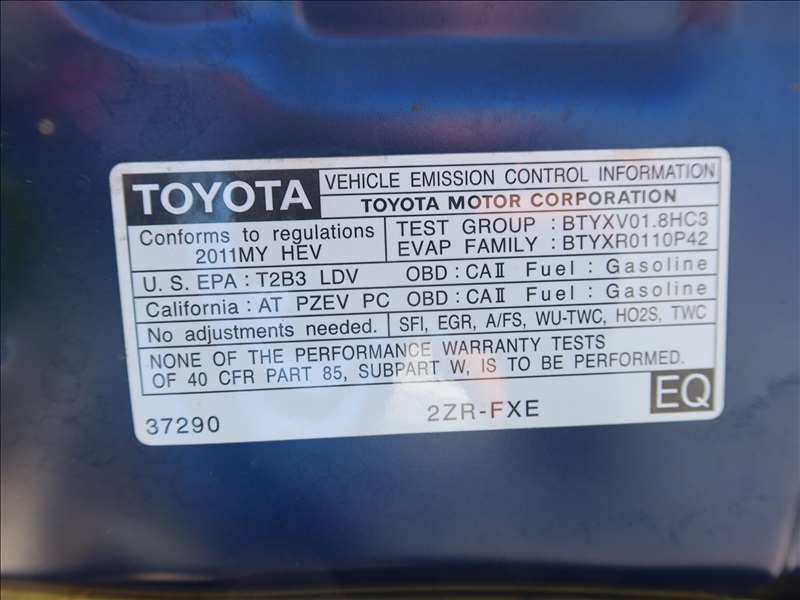 TOYOTA VEHICLE EMISSION CONTROL INFORMATION
TOYOTA MOTOR CORPORATION
Conforms to regulations
2011MY HEV
TEST GROUP : BTYXV01.8HC3
EVAP FAMILY : BTYXR0110P42
U. S. EPA : T2B3 LDV OBD : CAⅡ Fuel : Gasoline
California : AT PZEV PC OBD : CAⅡ Fuel : Gasoline
No adjustments needed. SFI, EGR, A/FS, WU-TWC, HO2S, TWC
NONE OF THE PERFORMANCE WARRANTY TESTS
OF 40 CFR PART 85, SUBPART W, IS TO BE PERFORMED.
37290 2ZR-FXE EQ